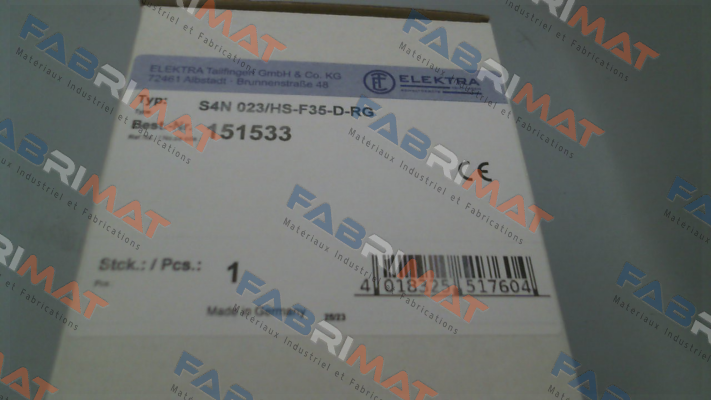 ELEKTRA Tailfingen GmbH & Co. KG
72461 Albstadt - Brunnenstraße 48
ELEKTRA
Typ: S4N 023/HS-F35-D-RG
Best.-Nr. 151533
CE
Stck.: / Pcs.: 1
4 018325 517604
Made in Germany
FABRIMAT
Materiaux Industriel et Fabrications